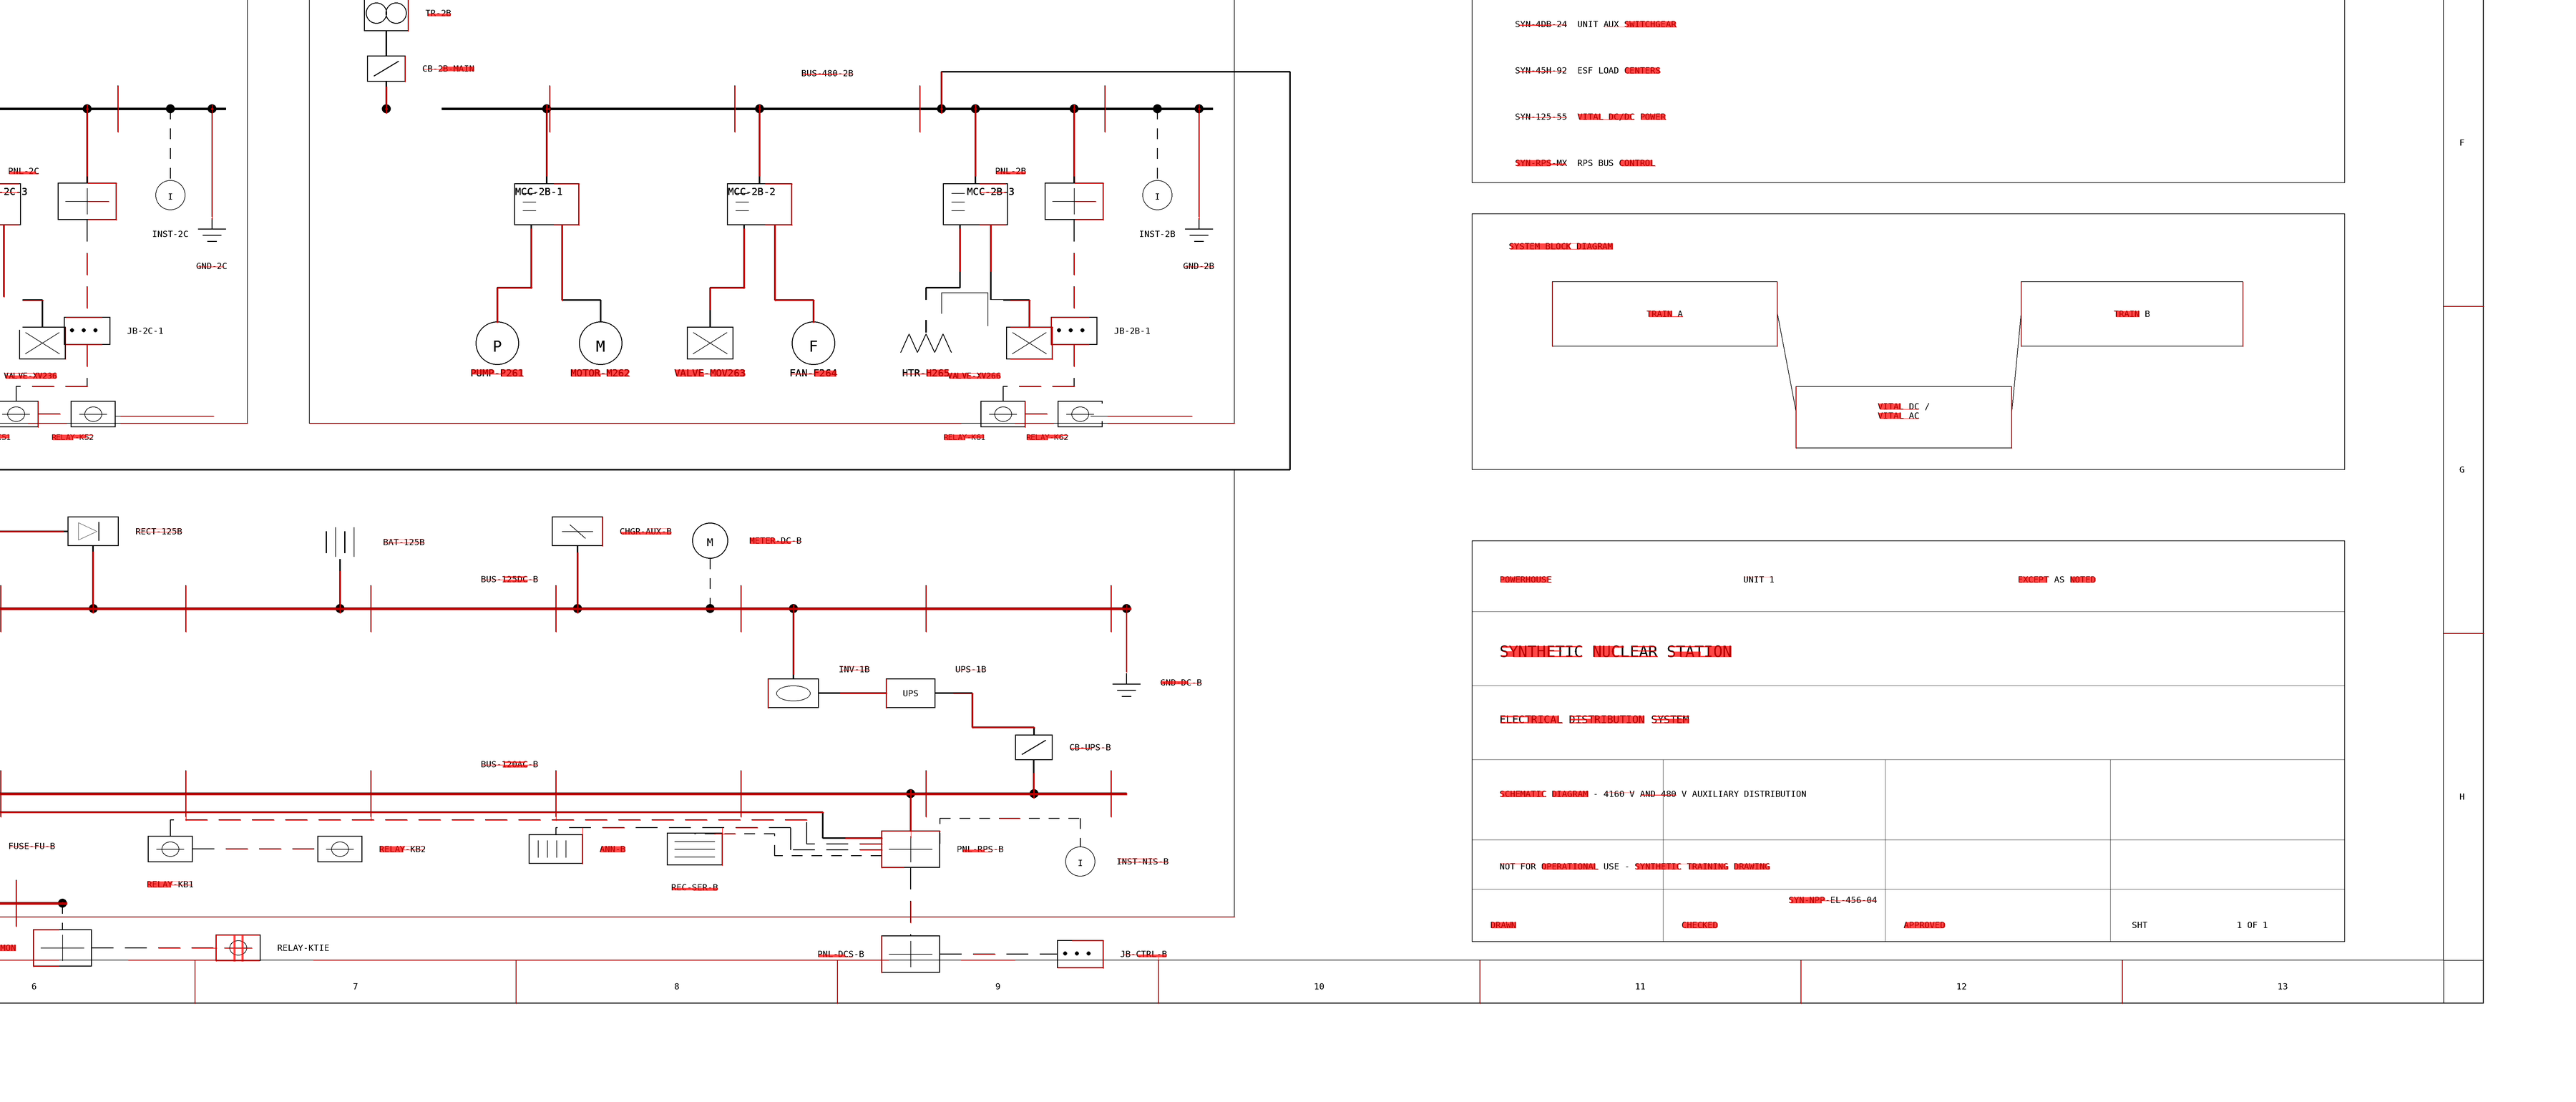 TR-2B
CB-2B-MAIN
BUS-480-2B
PNL-2C
-2C-3
I
INST-2C
GND-2C
JB-2C-1
VALVE-XV236
RELAY-K52
MCC-2B-1
MCC-2B-2
MCC-2B-3
PNL-2B
I
INST-2B
GND-2B
JB-2B-1
P
M
F
PUMP-P261
MOTOR-M262
VALVE-MOV263
FAN-F264
HTR-H265
VALVE-XV266
RELAY-K61
RELAY-K62
RECT-125B
BAT-125B
CHGR-AUX-B
M
METER-DC-B
BUS-125DC-B
INV-1B
UPS-1B
UPS
GND-DC-B
CB-UPS-B
BUS-120AC-B
FUSE-FU-B
RELAY-KB1
RELAY-KB2
ANN-B
REC-SER-B
PNL-RPS-B
I
INST-NIS-B
MON
RELAY-KTIE
PNL-DCS-B
JB-CTRL-B
SYN-4DB-24 UNIT AUX SWITCHGEAR
SYN-45H-92 ESF LOAD CENTERS
SYN-125-55 VITAL DC/DC POWER
SYN-RPS-MX RPS BUS CONTROL
SYSTEM BLOCK DIAGRAM
TRAIN A
TRAIN B
VITAL DC /
VITAL AC
POWERHOUSE UNIT 1 EXCEPT AS NOTED
SYNTHETIC NUCLEAR STATION
ELECTRICAL DISTRIBUTION SYSTEM
SCHEMATIC DIAGRAM - 4160 V AND 480 V AUXILIARY DISTRIBUTION
NOT FOR OPERATIONAL USE - SYNTHETIC TRAINING DRAWING
SYN-NPP-EL-456-04
DRAWN CHECKED APPROVED SHT 1 OF 1
F
G
H
6 7 8 9 10 11 12 13